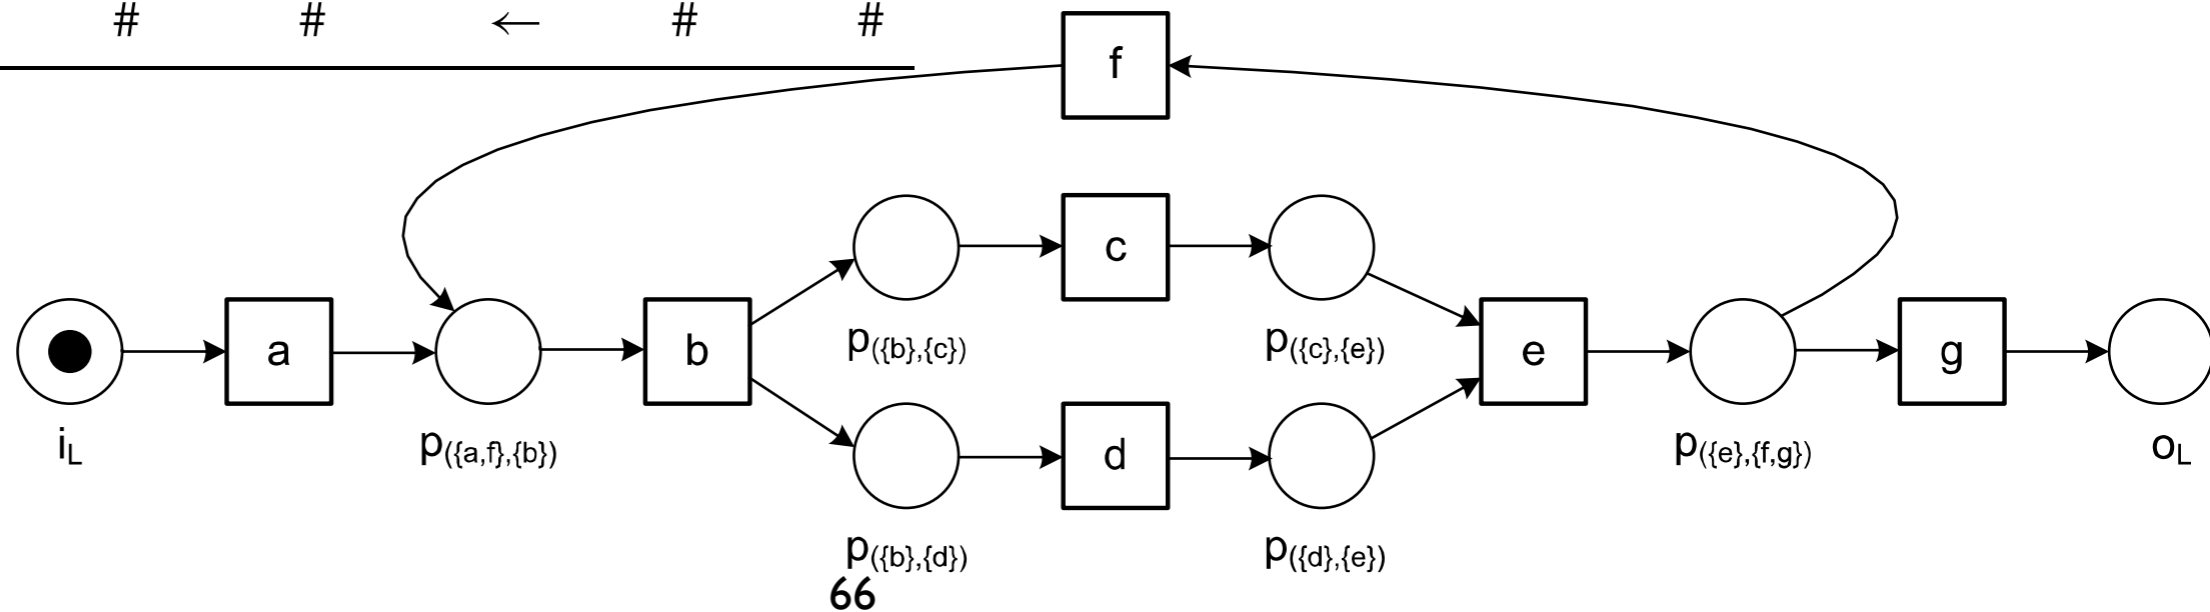 # # ← # #
f
c
p({b},{c}) p({c},{e})
a b e g
iL p({a,f},{b}) d p({e},{f,g}) oL
p({b},{d}) p({d},{e})
66